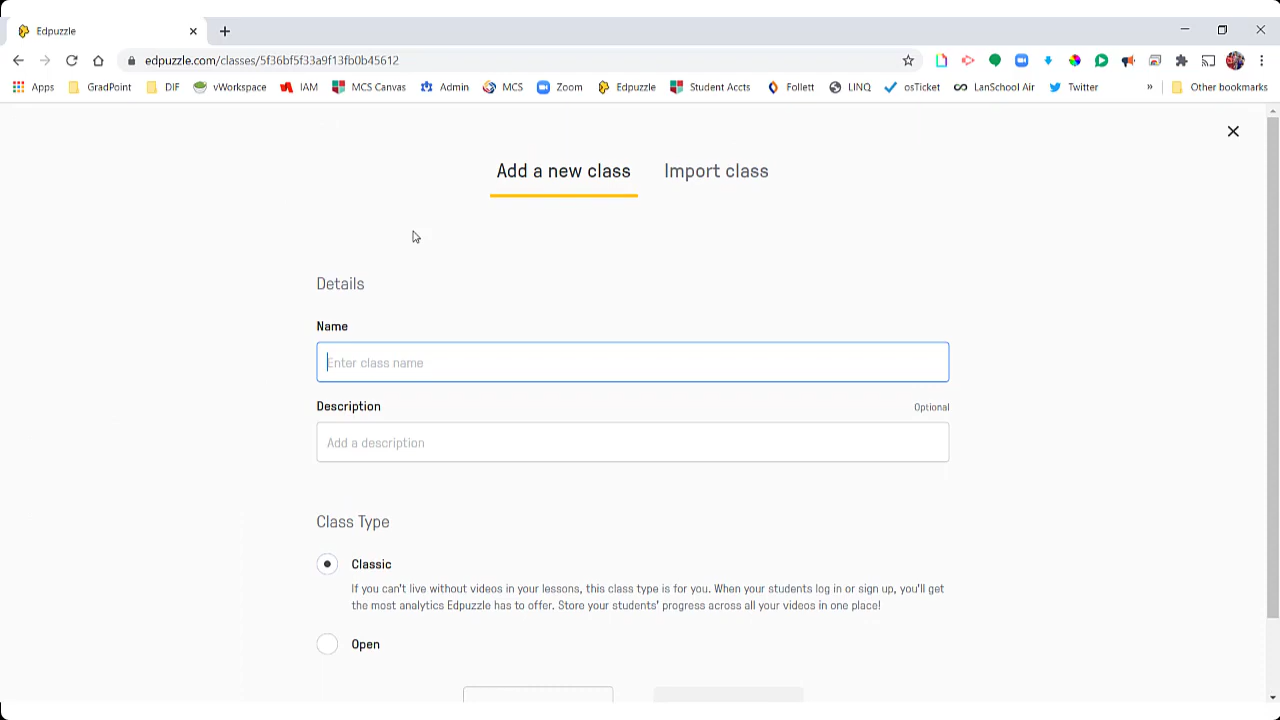 Edpuzzle
edpuzzle.com/classes/5f36bf5f33a9f13fb0b45612
Apps GradPoint DIF vWorkspace IAM MCS Canvas Admin MCS Zoom Edpuzzle Student Accts Follett LINQ osTicket LanSchool Air Twitter » Other bookmarks
Add a new class Import class
Details
Name
Enter class name
Description Optional
Add a description
Class Type
Classic
If you can't live without videos in your lessons, this class type is for you. When your students log in or sign up, you'll get
the most analytics Edpuzzle has to offer. Store your students' progress across all your videos in one place!
Open